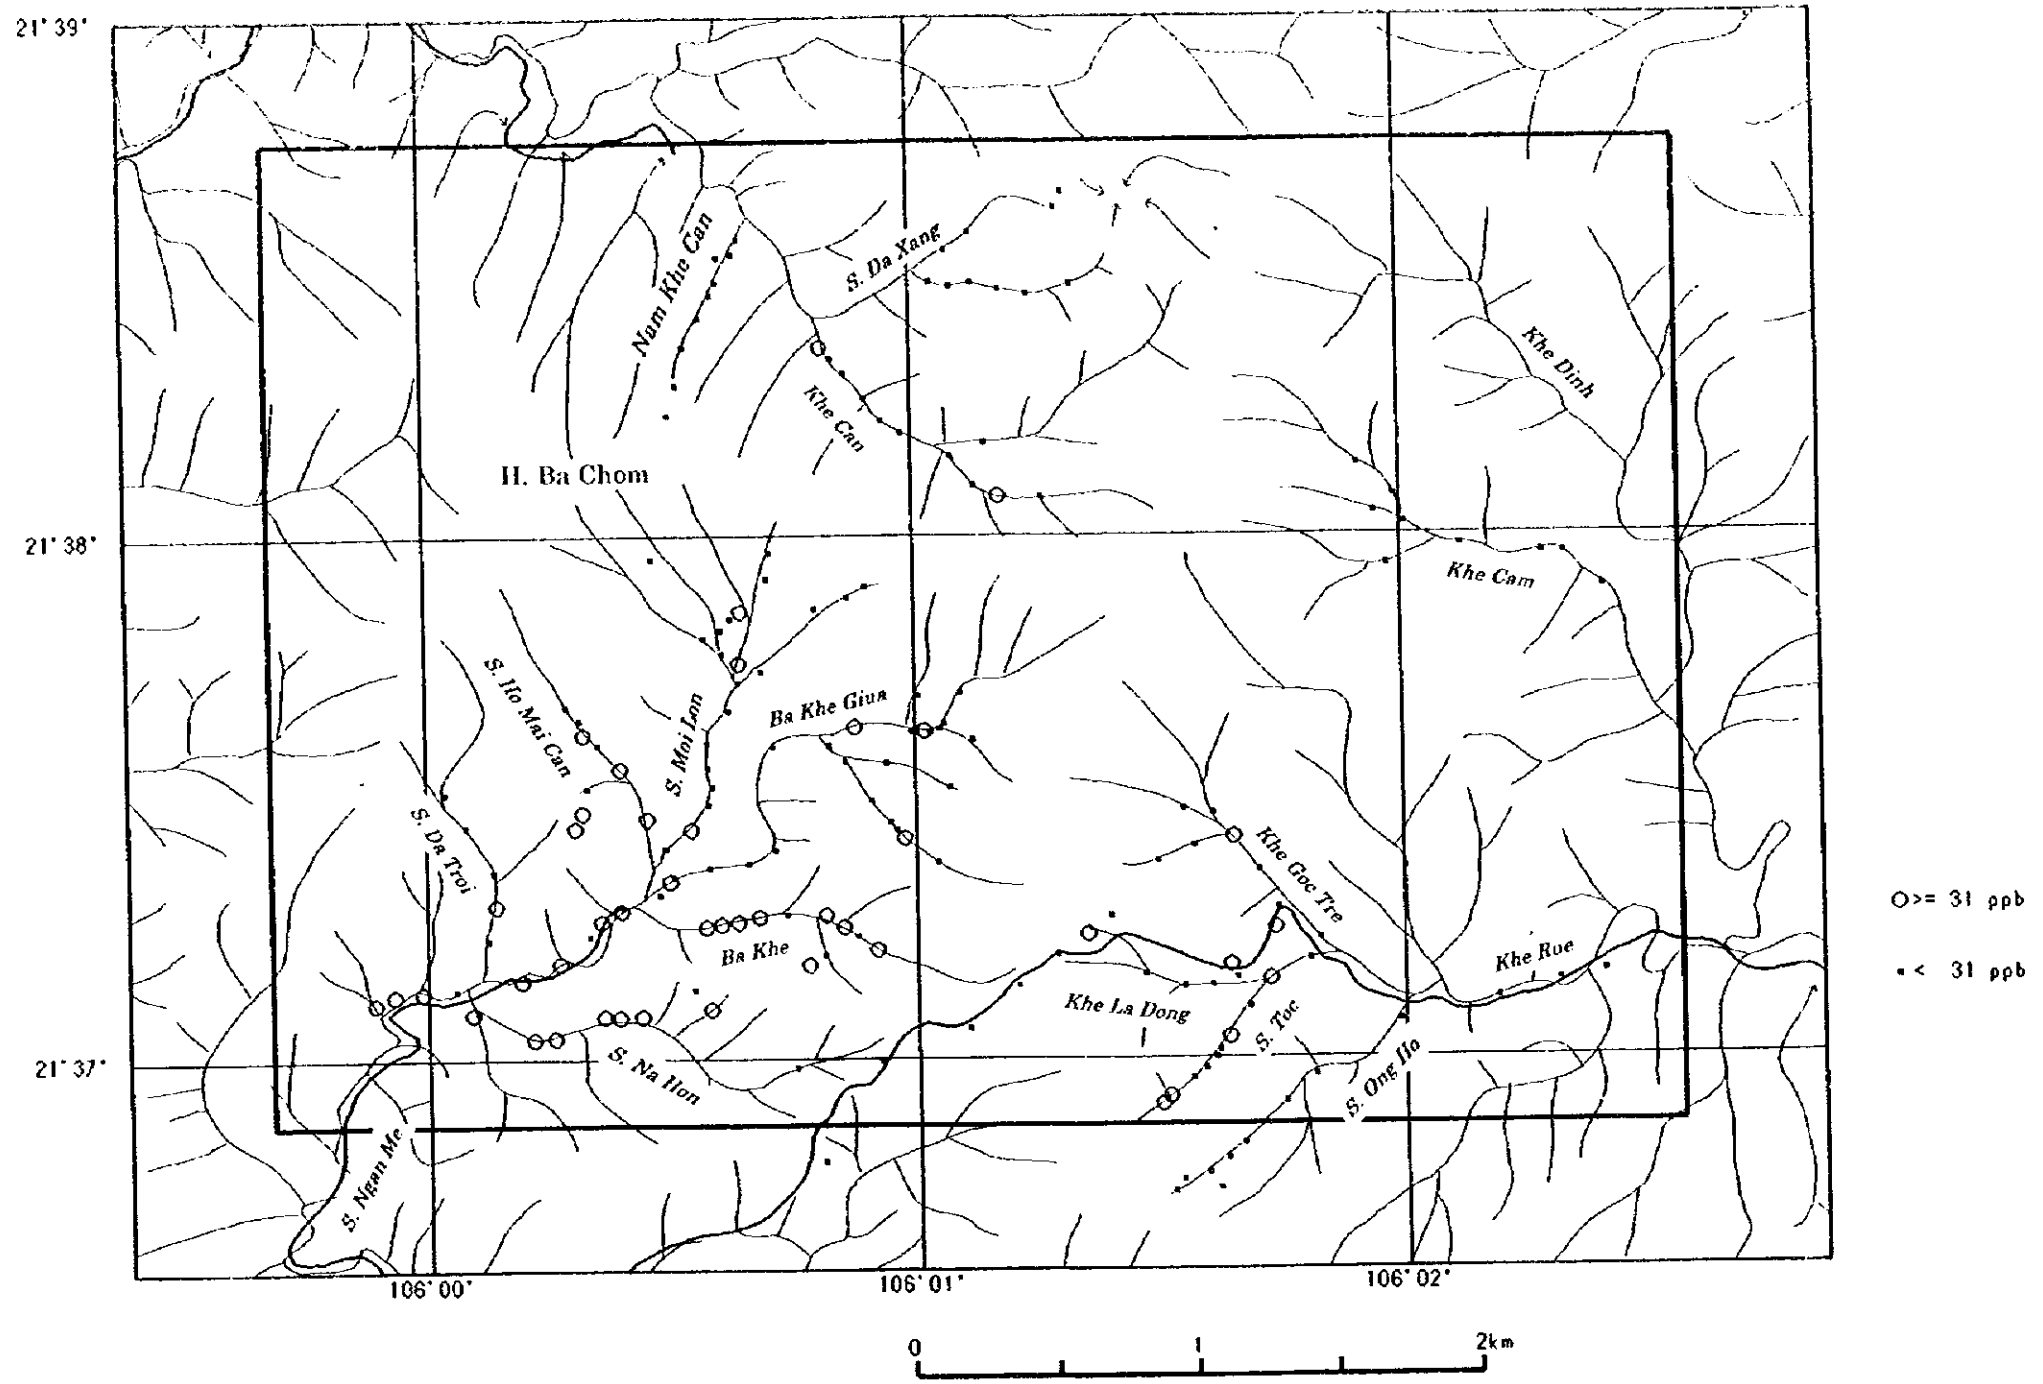 21°39'
Nam Khe Can
S. Da Xang
Khe Dinh
Khe Can
H. Ba Chom
21°38'
Khe Cam
S. Ho Mai Can
S. Moi Lon
Ba Khe Giua
S. Da Troi
Khe Goc Tre
○>= 31 ppb
Ba Khe
Khe Rue
▪< 31 ppb
Khe La Dong
S. Toc
21°37'
S. Na Hon
S. Ong Ho
S. Ngan Me
106°00'
106°01'
106°02'
0 1 2km